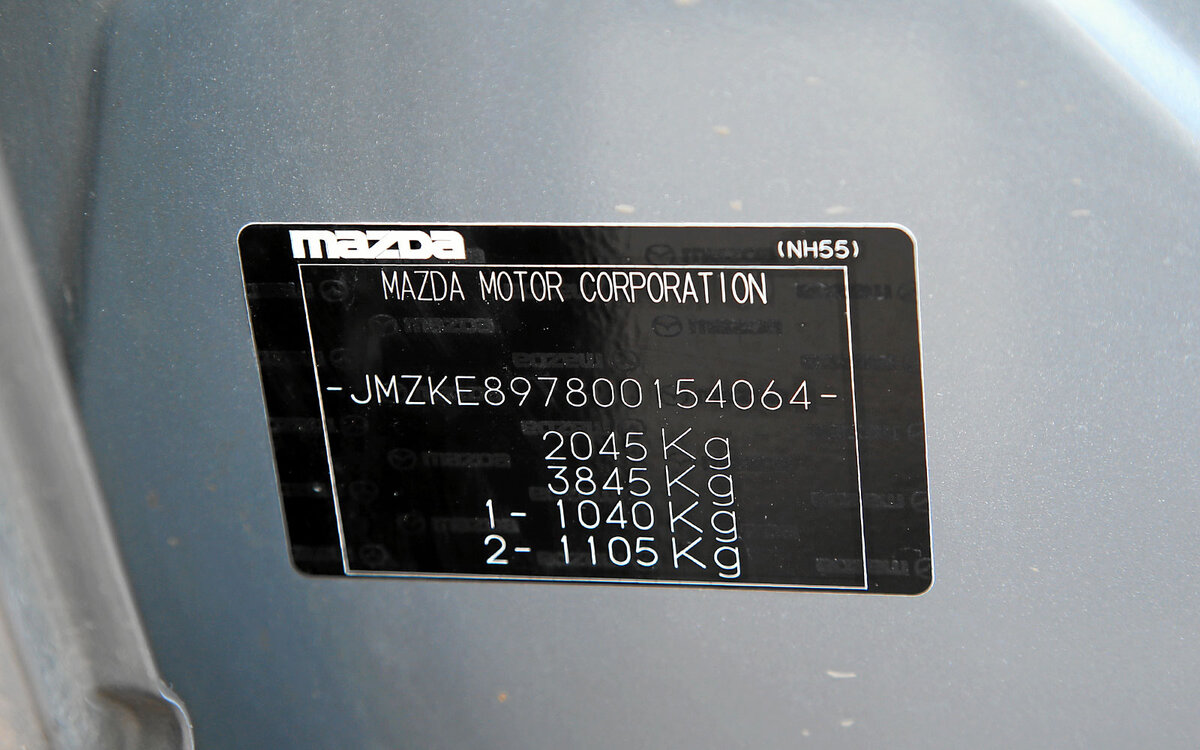 mazda (NH55)
MAZDA MOTOR CORPORATION
-JMZKE897800154064-
2045 Kg
3845 Kg
1- 1040 Kg
2- 1105 Kg